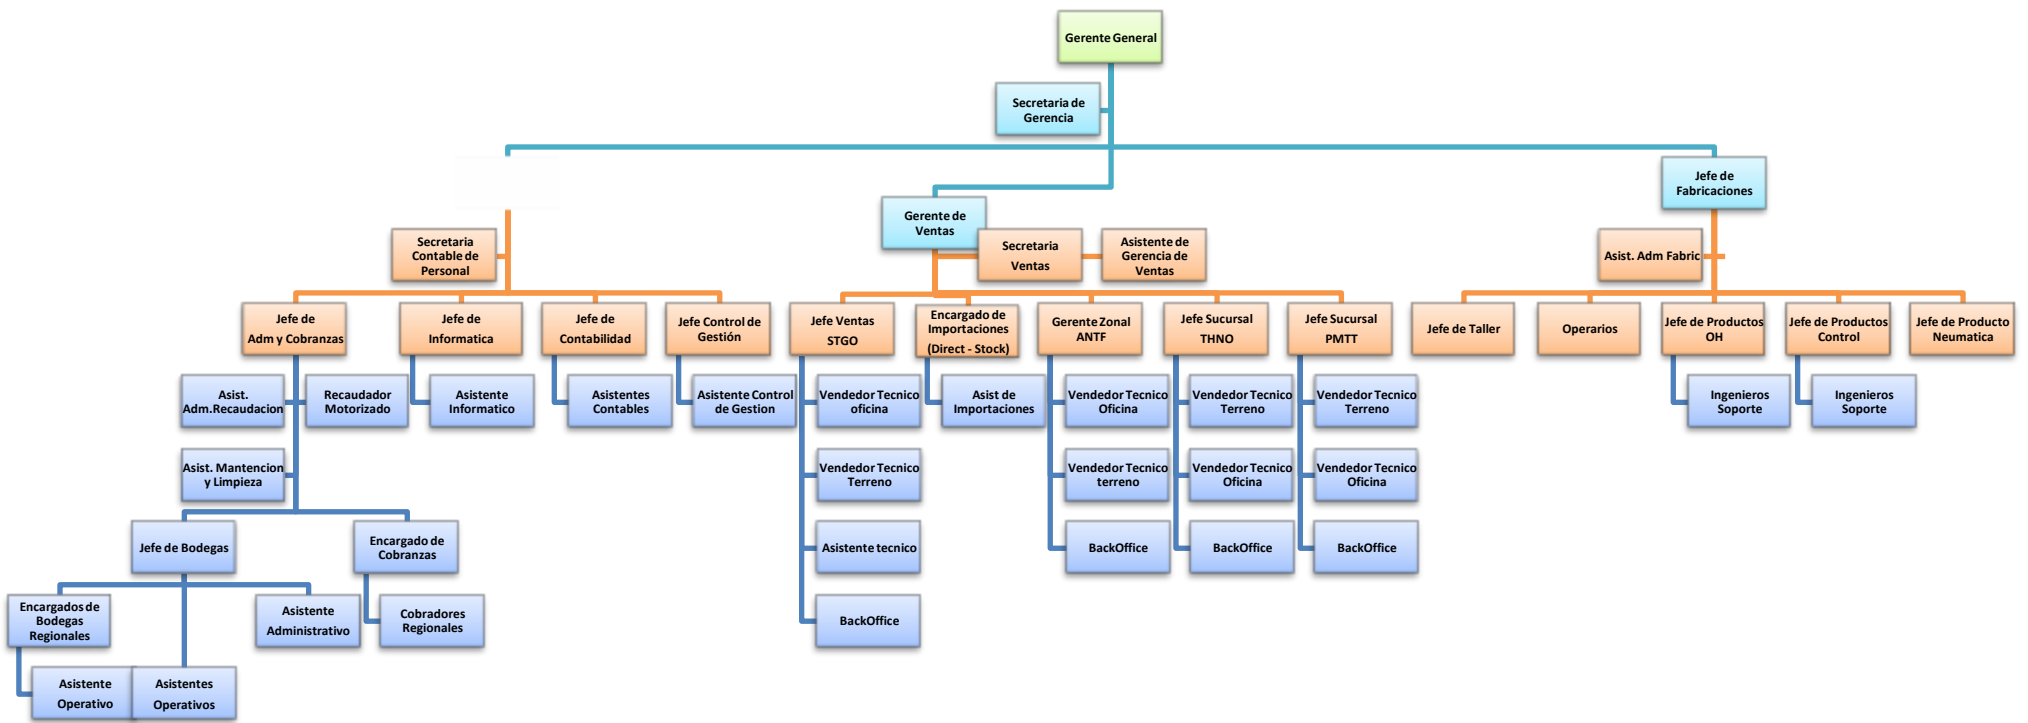 Gerente General
Secretaria de
Gerencia
Jefe de
Fabricaciones
Gerente de
Ventas
Secretaria
Contable de
Personal
Secretaria
Ventas
Asistente de
Gerencia de
Ventas
Asist. Adm Fabric
Jefe de
Adm y Cobranzas
Jefe de
Informatica
Jefe de
Contabilidad
Jefe Control de
Gestión
Jefe Ventas
STGO
Encargado de
Importaciones
(Direct - Stock)
Gerente Zonal
ANTF
Jefe Sucursal
THNO
Jefe Sucursal
PMTT
Jefe de Taller
Operarios
Jefe de Productos
OH
Jefe de Productos
Control
Jefe de Producto
Neumatica
Asist.
Adm.Recaudacion
Recaudador
Motorizado
Asistente
Informatico
Asistentes
Contables
Asistente Control
de Gestion
Vendedor Tecnico
oficina
Asist de
Importaciones
Vendedor Tecnico
Oficina
Vendedor Tecnico
Terreno
Vendedor Tecnico
Terreno
Ingenieros
Soporte
Ingenieros
Soporte
Asist. Mantencion
y Limpieza
Vendedor Tecnico
Terreno
Vendedor Tecnico
terreno
Vendedor Tecnico
Oficina
Vendedor Tecnico
Oficina
Jefe de Bodegas
Encargado de
Cobranzas
Asistente tecnico
BackOffice
BackOffice
BackOffice
Encargados de
Bodegas
Regionales
Asistente
Administrativo
Cobradores
Regionales
BackOffice
Asistente
Operativo
Asistentes
Operativos